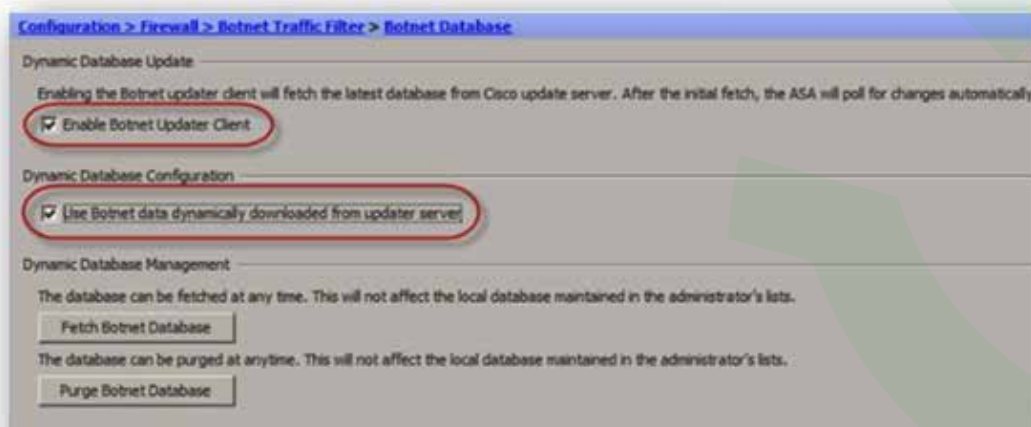 Configuration > Firewall > Botnet Traffic Filter > Botnet Database
Dynamic Database Update
Enabling the Botnet updater client will fetch the latest database from Cisco update server. After the initial fetch, the ASA will poll for changes automatically
Enable Botnet Updater Client
Dynamic Database Configuration
Use Botnet data dynamically downloaded from updater server
Dynamic Database Management
The database can be fetched at any time. This will not affect the local database maintained in the administrator's lists.
Fetch Botnet Database
The database can be purged at anytime. This will not affect the local database maintained in the administrator's lists.
Purge Botnet Database